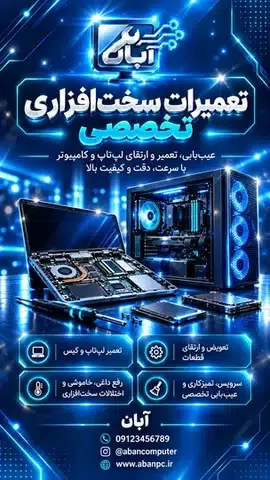 آبان
تعمیرات سخت‌افزاری
تخصصی
عیب‌یابی، تعمیر و ارتقای لپ‌تاپ و کامپیوتر
با سرعت، دقت و کیفیت بالا
تعویض و ارتقای
قطعات
تعمیر لپ‌تاپ و کیس
سرویس، تمیزکاری و
عیب‌یابی تخصصی
رفع داغی، خاموشی و
اختلالات سخت‌افزاری
آبان
09123456789
@abancomputer
www.abanpc.ir